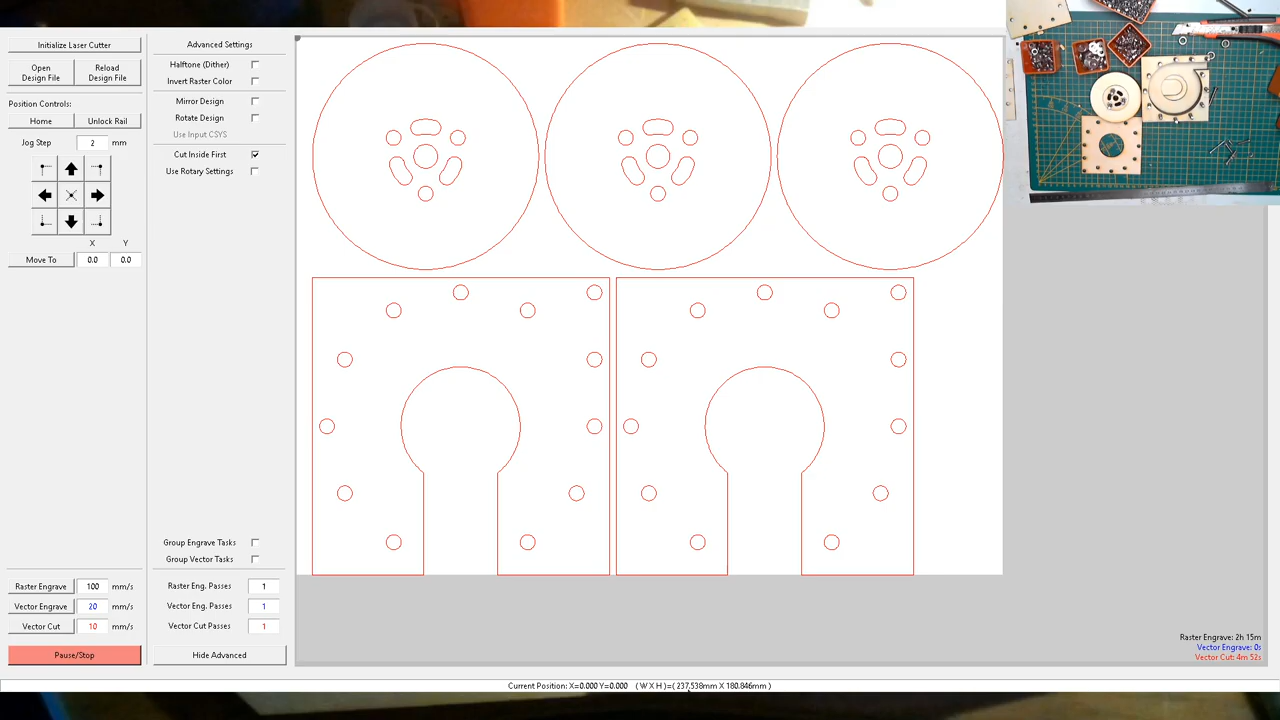 Initialize Laser Cutter
Open
Design File
Reload
Design File
Position Controls:
Home
Unlock Rail
Jog Step 2 mm
X Y
Move To 0.0 0.0
Raster Engrave 100 mm/s
Vector Engrave 20 mm/s
Vector Cut 10 mm/s
Pause/Stop
Advanced Settings
Halftone (Dither)
Invert Raster Color
Mirror Design
Rotate Design
Use Input CSYS
Cut Inside First
Use Rotary Settings
Group Engrave Tasks
Group Vector Tasks
Raster Eng. Passes 1
Vector Eng. Passes 1
Vector Cut Passes 1
Hide Advanced
Raster Engrave: 2h 15m
Vector Engrave: 0s
Vector Cut: 4m 52s
Current Position: X=0.000 Y=0.000 ( W X H )=( 237.538mm X 180.846mm )